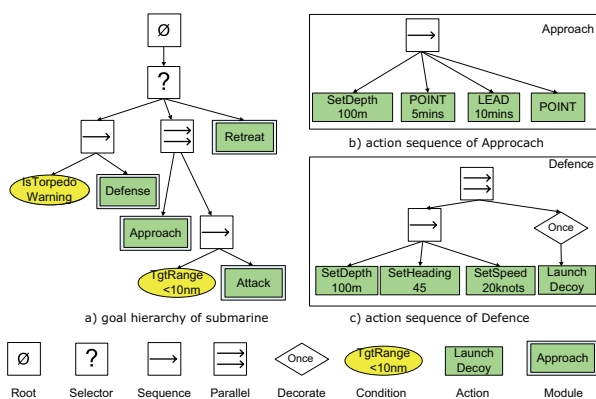 Ø
?
Retreat
IsTorpedo
Warning
Defense
Approach
TgtRange
<10nm
Attack
a) goal hierarchy of submarine
Approach
SetDepth
100m
POINT
5mins
LEAD
10mins
POINT
b) action sequence of Approcach
Defence
Once
SetDepth
100m
SetHeading
45
SetSpeed
20knots
Launch
Decoy
c) action sequence of Defence
Ø
?
Once
TgtRange
<10nm
Launch
Decoy
Approach
Root Selector Sequence Parallel Decorate Condition Action Module